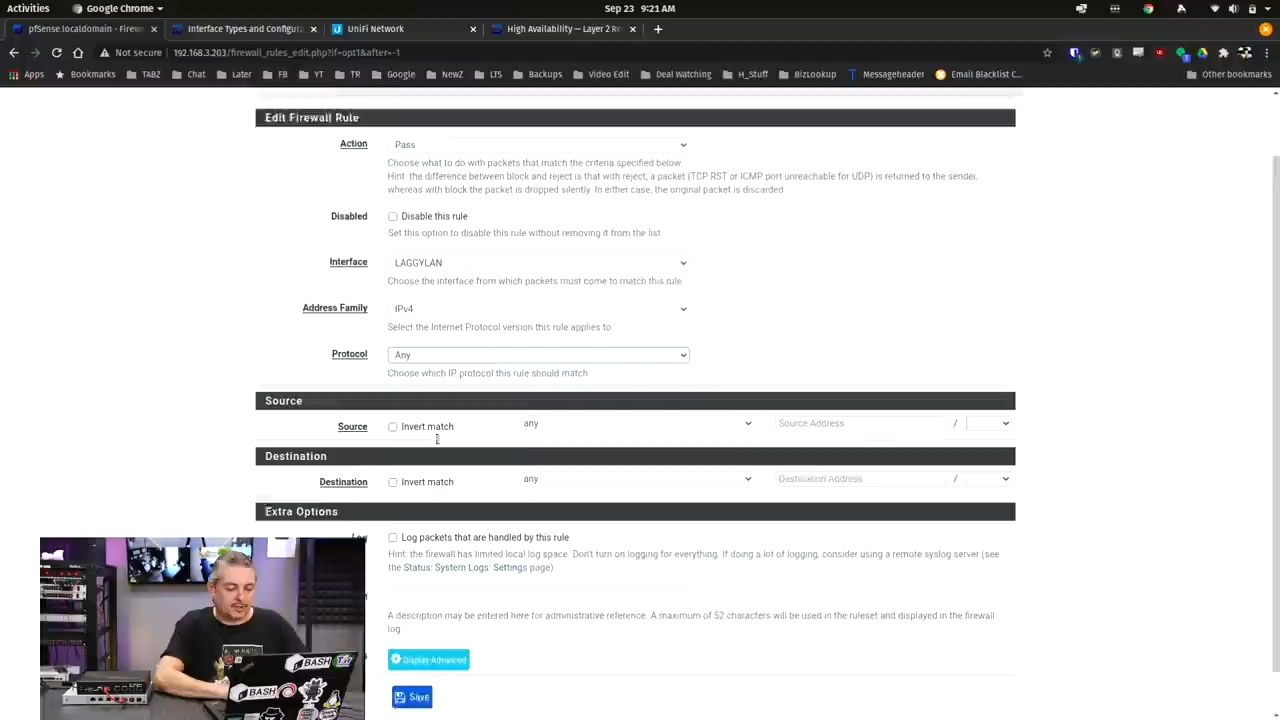 Activities
Google Chrome
Sep 23 9:21 AM
pfSense.localdomain - Firew
Interface Types and Configura
UniFi Network
High Availability — Layer 2 R
Not secure
192.168.3.203/firewall_rules_edit.php?if=opt1&after=-1
Apps
Bookmarks
TABZ
Chat
Later
FB
YT
TR
Google
NewZ
LTS
Backups
Video Edit
Deal Watching
H_Stuff
BizLookup
Messageheader
Email Blacklist C...
Other bookmarks
Edit Firewall Rule
Action
Pass
Choose what to do with packets that match the criteria specified below.
Hint: the difference between block and reject is that with reject, a packet (TCP RST or ICMP port unreachable for UDP) is returned to the sender,
whereas with block the packet is dropped silently. In either case, the original packet is discarded.
Disabled
Disable this rule
Set this option to disable this rule without removing it from the list.
Interface
LAGGYLAN
Choose the interface from which packets must come to match this rule.
Address Family
IPv4
Select the Internet Protocol version this rule applies to.
Protocol
Any
Choose which IP protocol this rule should match.
Source
Source
Invert match
any
Source Address
/
Destination
Destination
Invert match
any
Destination Address
/
Extra Options
Log packets that are handled by this rule
Hint: the firewall has limited local log space. Don't turn on logging for everything. If doing a lot of logging, consider using a remote syslog server (see
the Status: System Logs: Settings page).
A description may be entered here for administrative reference. A maximum of 52 characters will be used in the ruleset and displayed in the firewall
log.
Display Advanced
Save
BASH
BASH